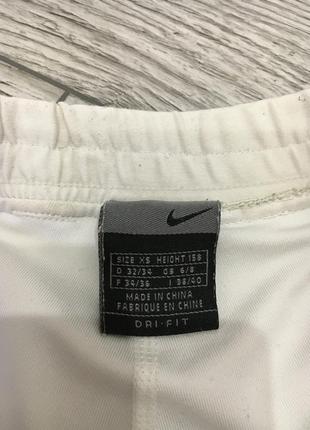 SIZE XS HEIGHT 158
D 32/34 GB 6/8
F 34/36 I 38/40
MADE IN CHINA
FABRIQUE EN CHINE
DRI-FIT